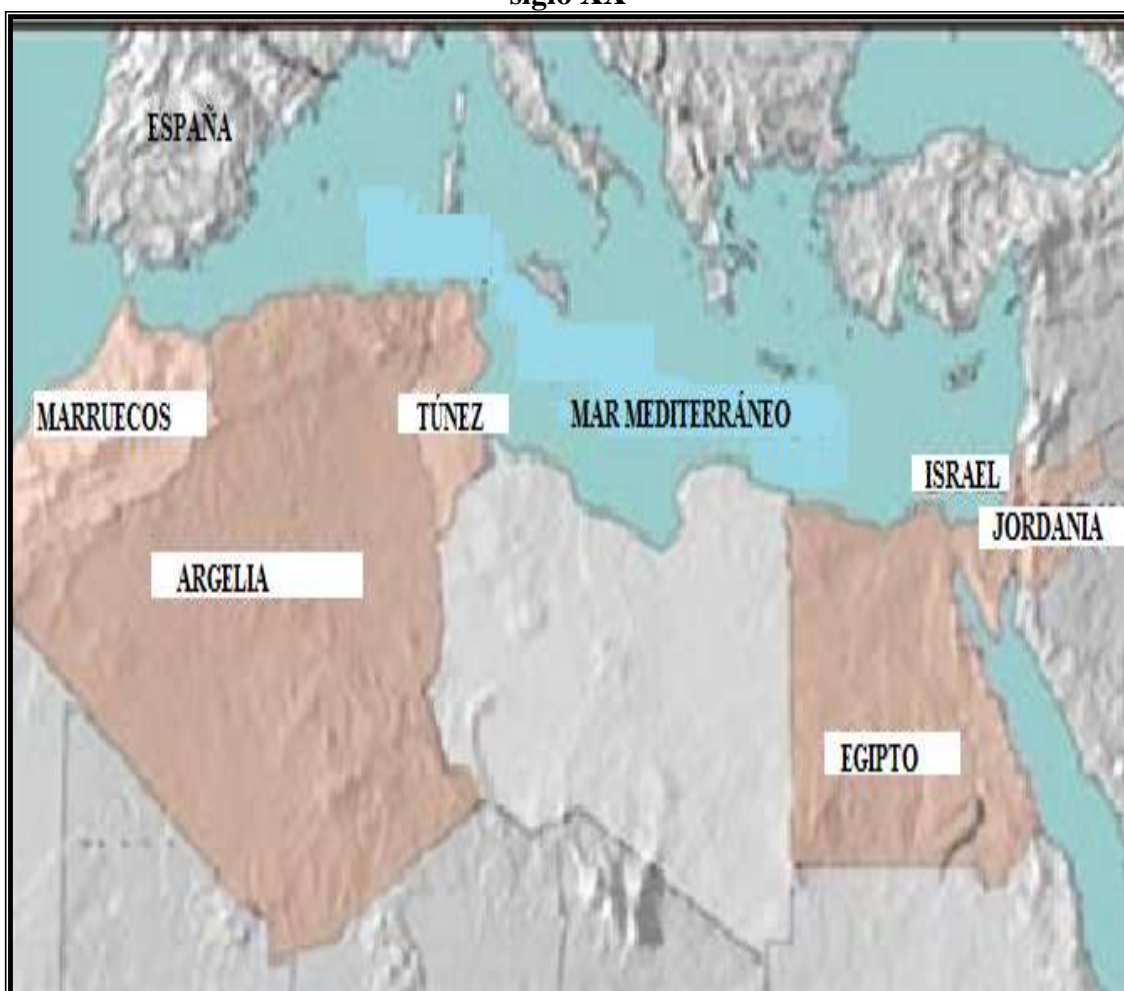 siglo XX
ESPAÑA
MARRUECOS
TÚNEZ
MAR MEDITERRÁNEO
ISRAEL
JORDANIA
ARGELIA
EGIPTO